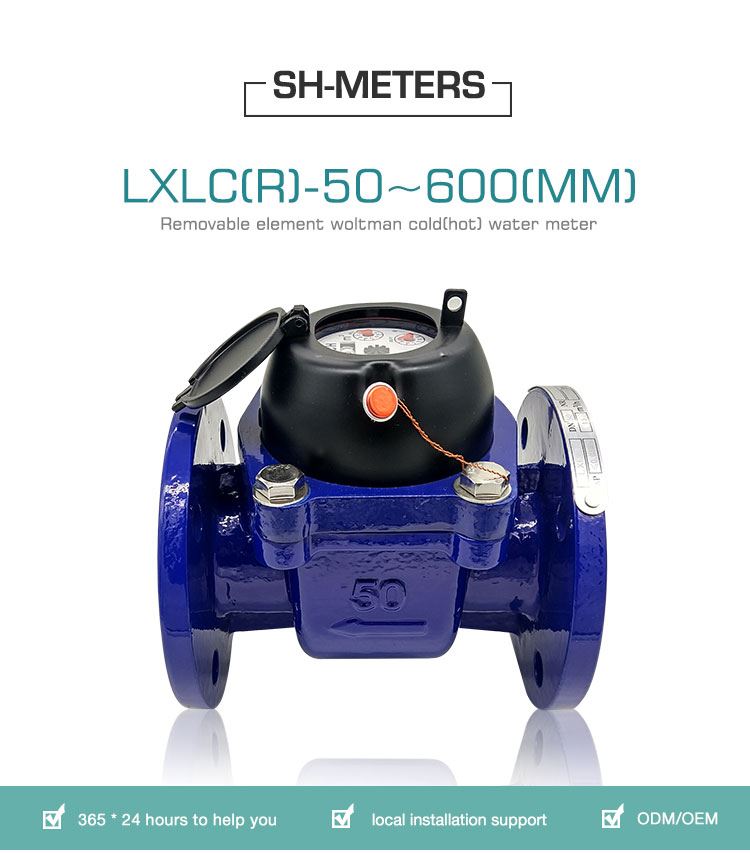 SH-METERS
LXLC(R)-50~600(MM)
Removable element woltman cold(hot) water meter
DN
50
365 * 24 hours to help you
local installation support
ODM/OEM